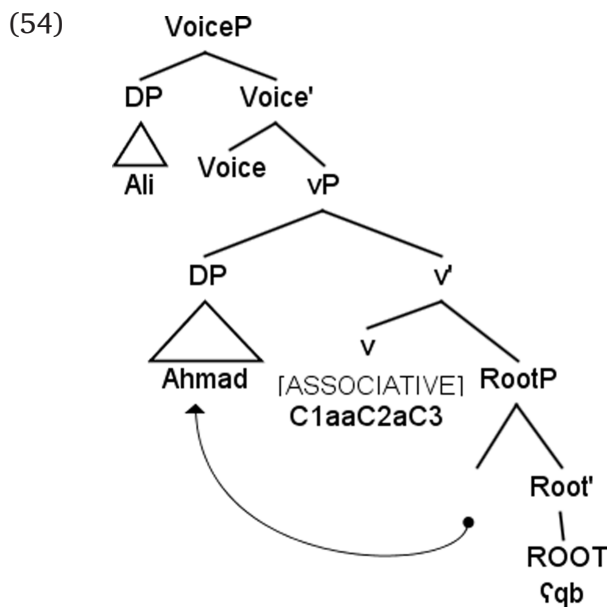 (54)
VoiceP
DP Voice'
Ali Voice vP
DP v'
Ahmad v
[ASSOCIATIVE] RootP
C1aaC2aC3
Root'
ROOT
ʕqb